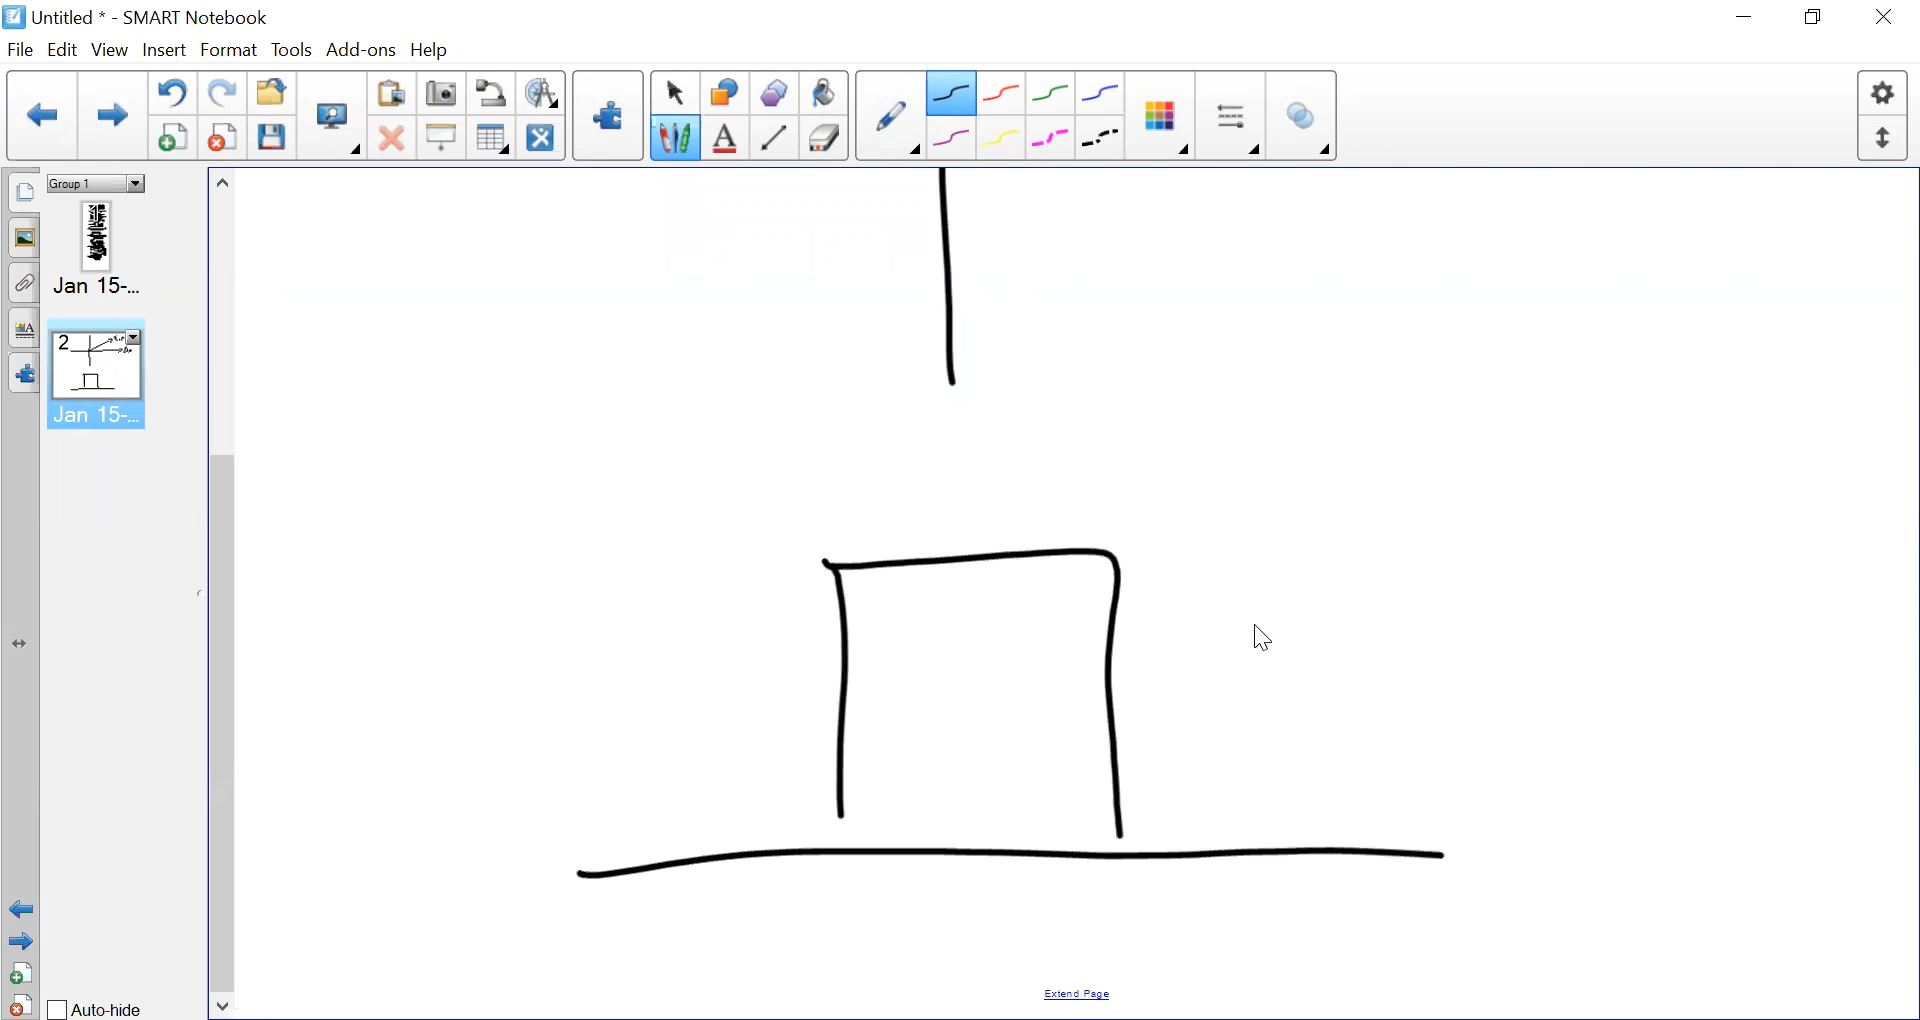 Untitled * - SMART Notebook
File Edit View Insert Format Tools Add-ons Help
Group 1
Jan 15-...
2
Jan 15-...
Auto-hide
Extend Page